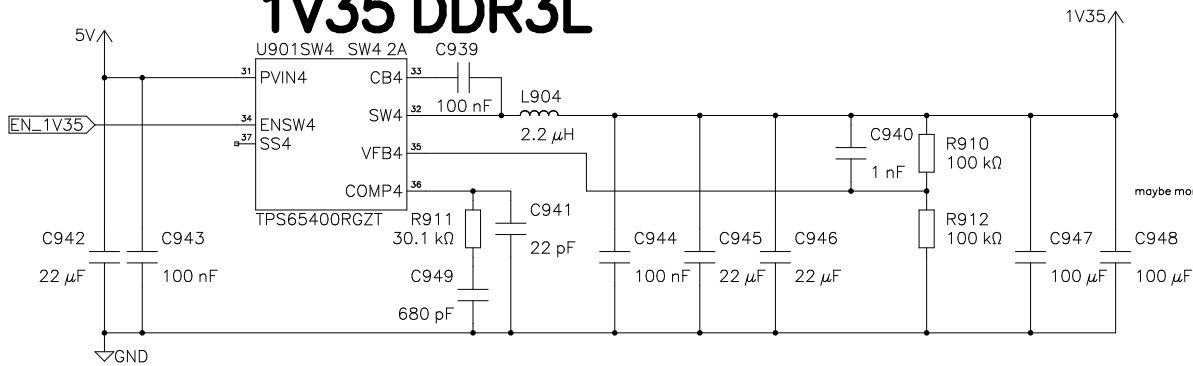 1V35 DDR3L
5V
1V35
U901SW4 SW4 2A
C939
31 PVIN4 CB4 33
100 nF
L904
EN_1V35
34 ENSW4 SW4 32
2.2 μH
37 SS4
VFB4 35
COMP4 36
TPS65400RGZT
C940
1 nF
R910
100 kΩ
maybe mor
R911
30.1 kΩ
C941
22 pF
R912
100 kΩ
C942
22 μF
C943
100 nF
C949
680 pF
C944
100 nF
C945
22 μF
C946
22 μF
C947
100 μF
C948
100 μF
GND